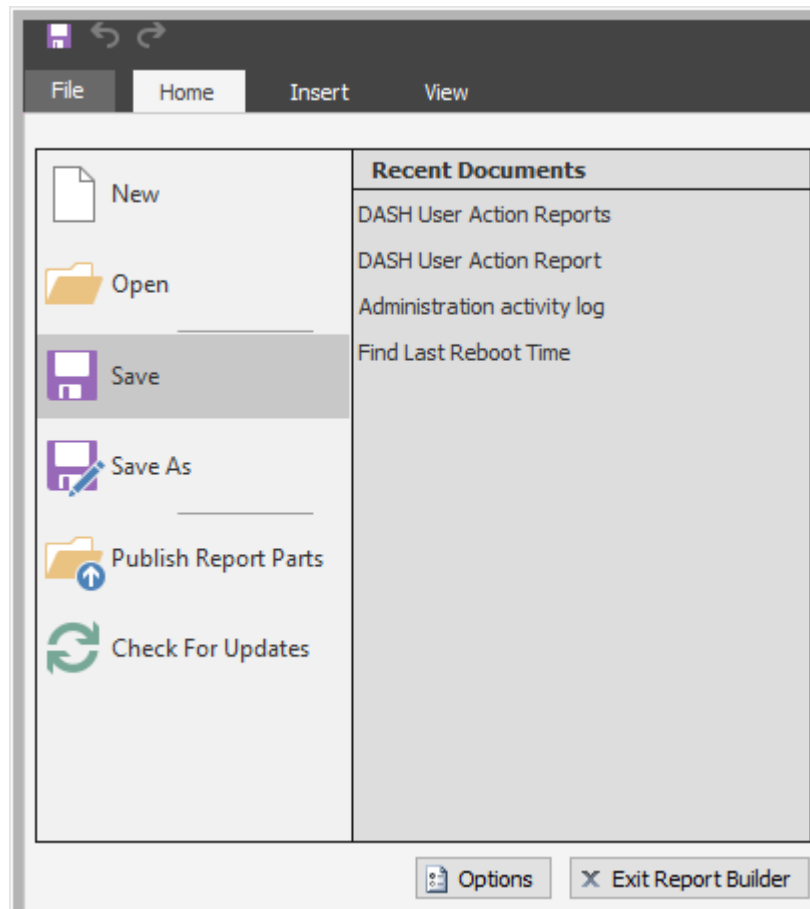 File Home Insert View
New
Open
Save
Save As
Publish Report Parts
Check For Updates
Recent Documents
DASH User Action Reports
DASH User Action Report
Administration activity log
Find Last Reboot Time
Options Exit Report Builder